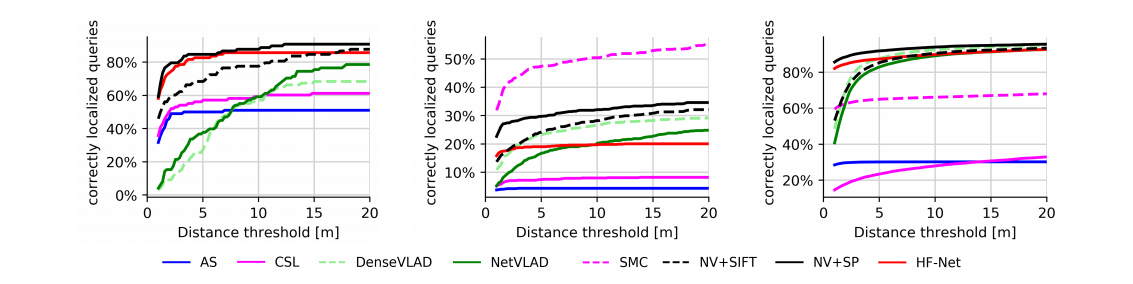 correctly localized queries
80%
60%
40%
20%
0%
0 5 10 15 20
Distance threshold [m]
correctly localized queries
50%
40%
30%
20%
10%
0 5 10 15 20
Distance threshold [m]
correctly localized queries
80%
60%
40%
20%
0 5 10 15 20
Distance threshold [m]
AS CSL DenseVLAD NetVLAD SMC NV+SIFT NV+SP HF-Net